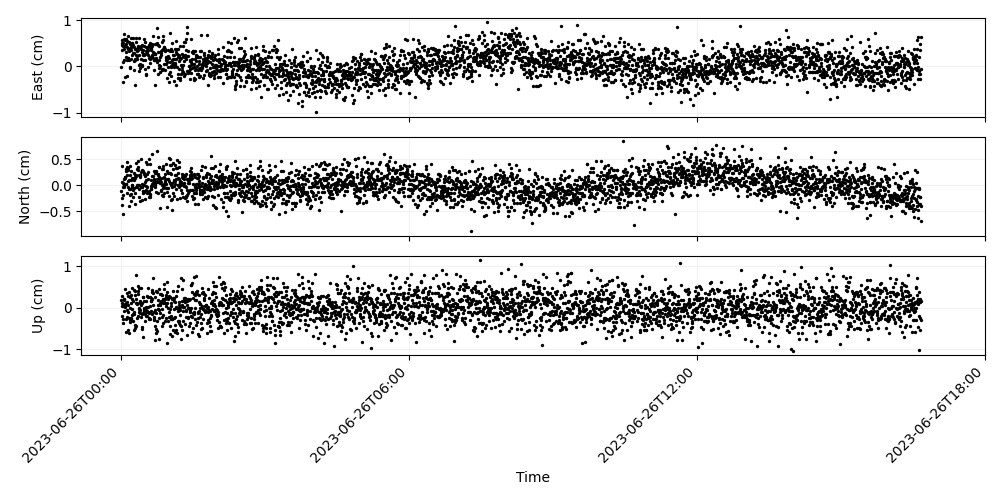 East (cm)
1
0
−1
North (cm)
0.5
0.0
−0.5
Up (cm)
1
0
−1
2023-06-26T00:00
2023-06-26T06:00
2023-06-26T12:00
2023-06-26T18:00
Time